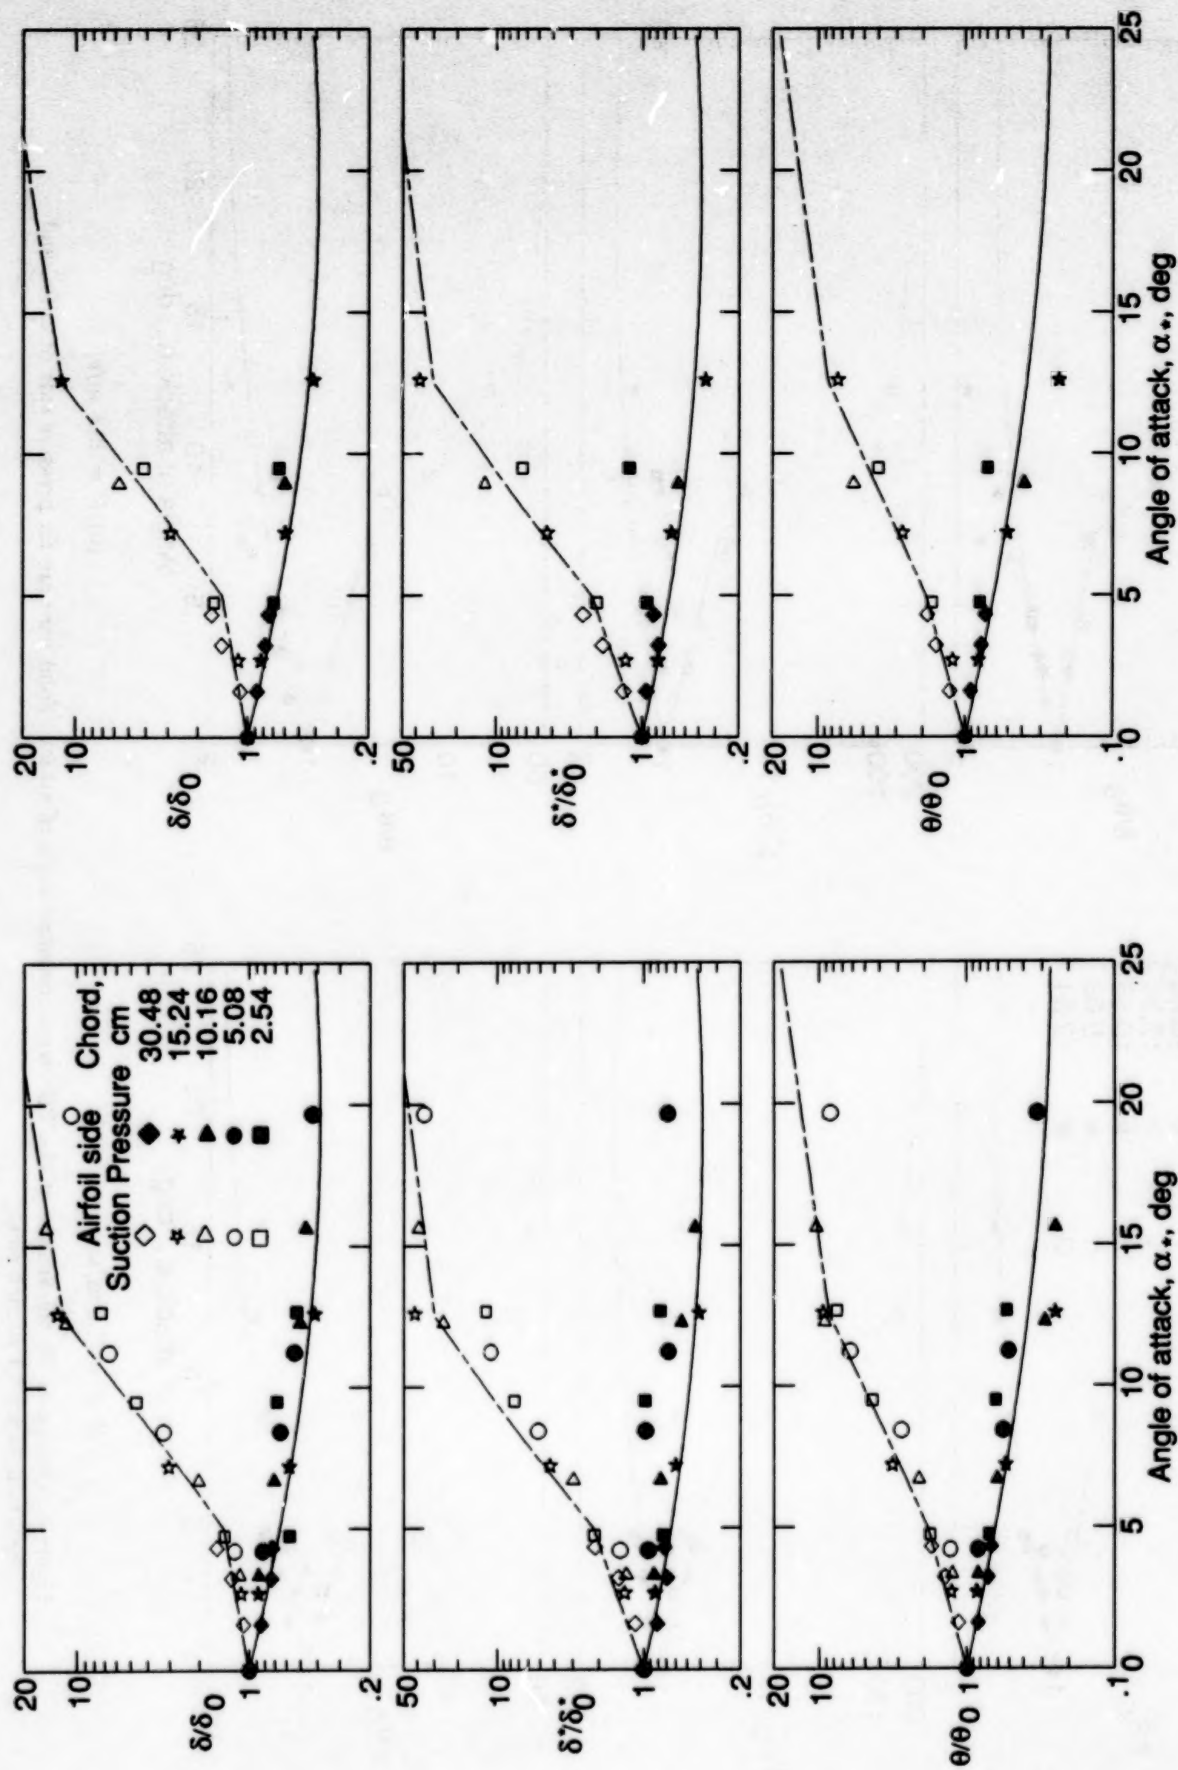 20
10
δ/δ0
1
.2
Airfoil side Chord,
Suction Pressure cm
30.48
15.24
10.16
5.08
2.54
50
10
δ*/δ*0
1
.2
20
10
θ/θ0
1
.1
0 5 10 15 20 25
Angle of attack, α*, deg
20
10
δ/δ0
1
.2
50
10
δ*/δ*0
1
.2
20
10
θ/θ0
1
.1
0 5 10 15 20 25
Angle of attack, α*, deg